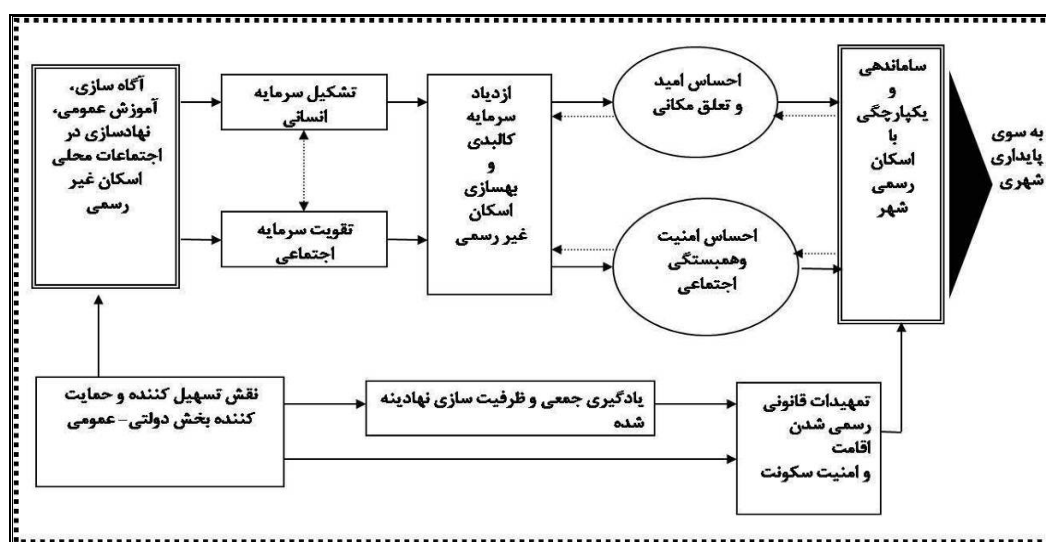 آگاه سازی،
آموزش عمومی،
نهادسازی در
اجتماعات محلی
اسکان غیر
رسمی
تشکیل سرمایه
انسانی
تقویت سرمایه
اجتماعی
ازدیاد
سرمایه
کالبدی
و
بهسازی
اسکان
غیر رسمی
احساس امید
و تعلق مکانی
احساس امنیت
وهمبستگی
اجتماعی
ساماندهی
و
یکپارچگی
با
اسکان
رسمی
شهر
به سوی
پایداری
شهری
نقش تسهیل کننده و حمایت
کننده بخش دولتی– عمومی
یادگیری جمعی و ظرفیت سازی نهادینه
شده
تمهیدات قانونی
رسمی شدن
اقامت
و امنیت سکونت